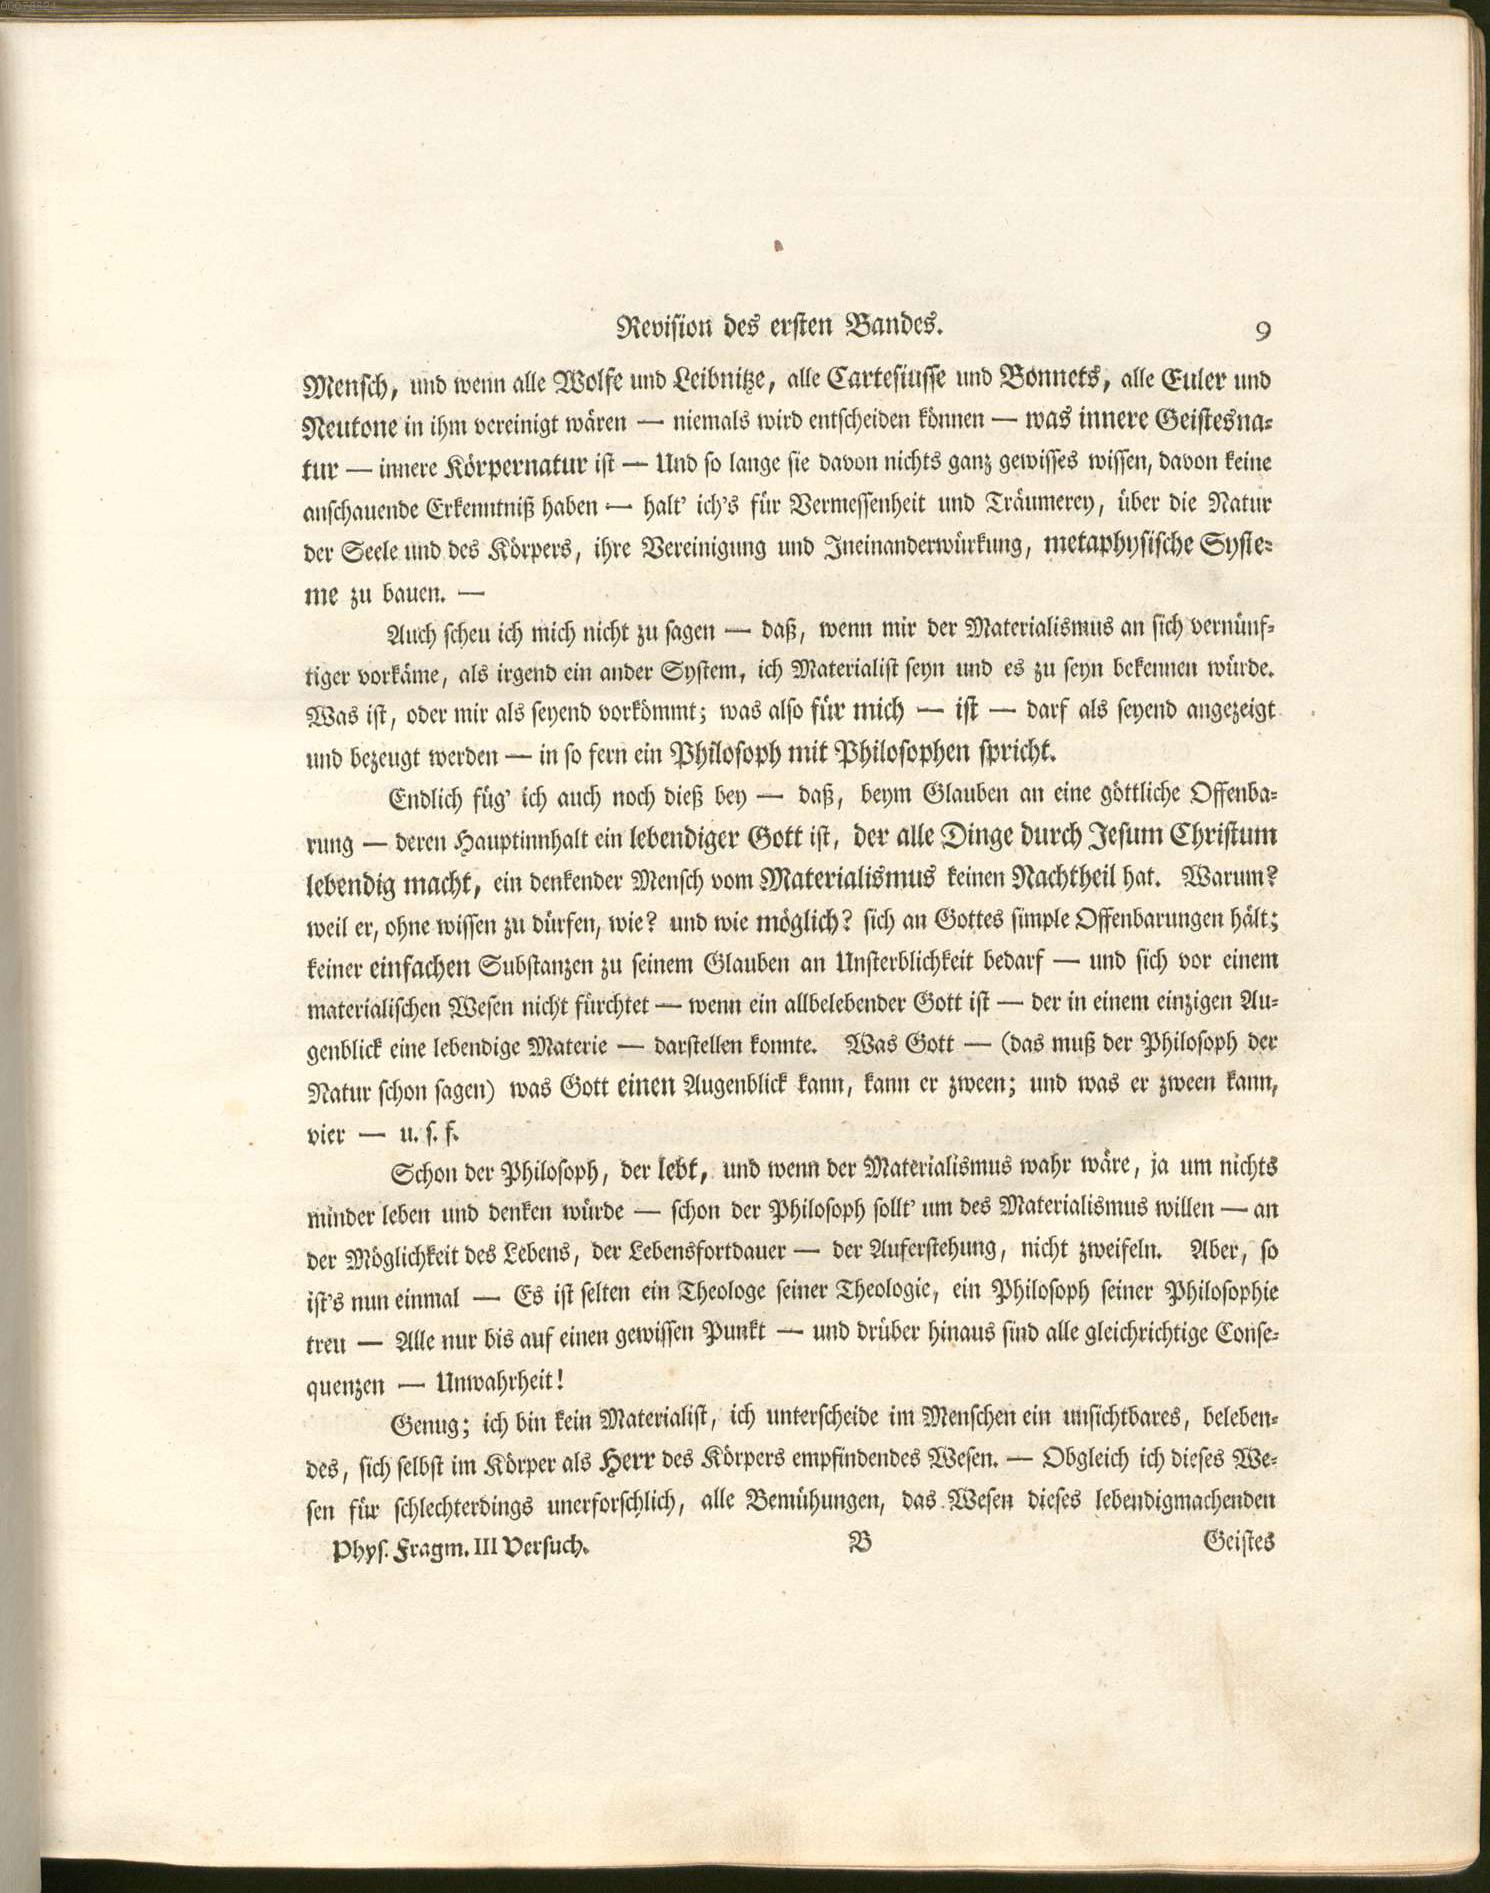 00073521
Revision des ersten Bandes. 9
Mensch, und wenn alle Wolfe und Leibnitze, alle Cartesiusse und Bonnets, alle Euler und
Neutone in ihm vereinigt wären — niemals wird entscheiden können — was innere Geistesna-
tur — innere Körpernatur ist — Und so lange sie davon nichts ganz gewisses wissen, davon keine
anschauende Erkenntniß haben — halt' ich's für Vermessenheit und Träumerey, über die Natur
der Seele und des Körpers, ihre Vereinigung und Ineinanderwürkung, metaphysische Syste-
me zu bauen. —
Auch scheu ich mich nicht zu sagen — daß, wenn mir der Materialismus an sich vernünf-
tiger vorkäme, als irgend ein ander System, ich Materialist seyn und es zu seyn bekennen würde.
Was ist, oder mir als seyend vorkömmt; was also für mich — ist — darf als seyend angezeigt
und bezeugt werden — in so fern ein Philosoph mit Philosophen spricht.
Endlich füg' ich auch noch dieß bey — daß, beym Glauben an eine göttliche Offenba-
rung — deren Hauptinnhalt ein lebendiger Gott ist, der alle Dinge durch Jesum Christum
lebendig macht, ein denkender Mensch vom Materialismus keinen Nachtheil hat. Warum?
weil er, ohne wissen zu dürfen, wie? und wie möglich? sich an Gottes simple Offenbarungen hält;
keiner einfachen Substanzen zu seinem Glauben an Unsterblichkeit bedarf — und sich vor einem
materialischen Wesen nicht fürchtet — wenn ein allbelebender Gott ist — der in einem einzigen Au-
genblick eine lebendige Materie — darstellen konnte. Was Gott — (das muß der Philosoph der
Natur schon sagen) was Gott einen Augenblick kann, kann er zween; und was er zween kann,
vier — u. s. f.
Schon der Philosoph, der lebt, und wenn der Materialismus wahr wäre, ja um nichts
minder leben und denken würde — schon der Philosoph sollt' um des Materialismus willen — an
der Möglichkeit des Lebens, der Lebensfortdauer — der Auferstehung, nicht zweifeln. Aber, so
ist's nun einmal — Es ist selten ein Theologe seiner Theologie, ein Philosoph seiner Philosophie
treu — Alle nur bis auf einen gewissen Punkt — und drüber hinaus sind alle gleichrichtige Conse-
quenzen — Unwahrheit!
Genug; ich bin kein Materialist, ich unterscheide im Menschen ein unsichtbares, beleben-
des, sich selbst im Körper als Herr des Körpers empfindendes Wesen. — Obgleich ich dieses We-
sen für schlechterdings unerforschlich, alle Bemühungen, das Wesen dieses lebendigmachenden
Phys. Fragm. III Versuch. B Geistes